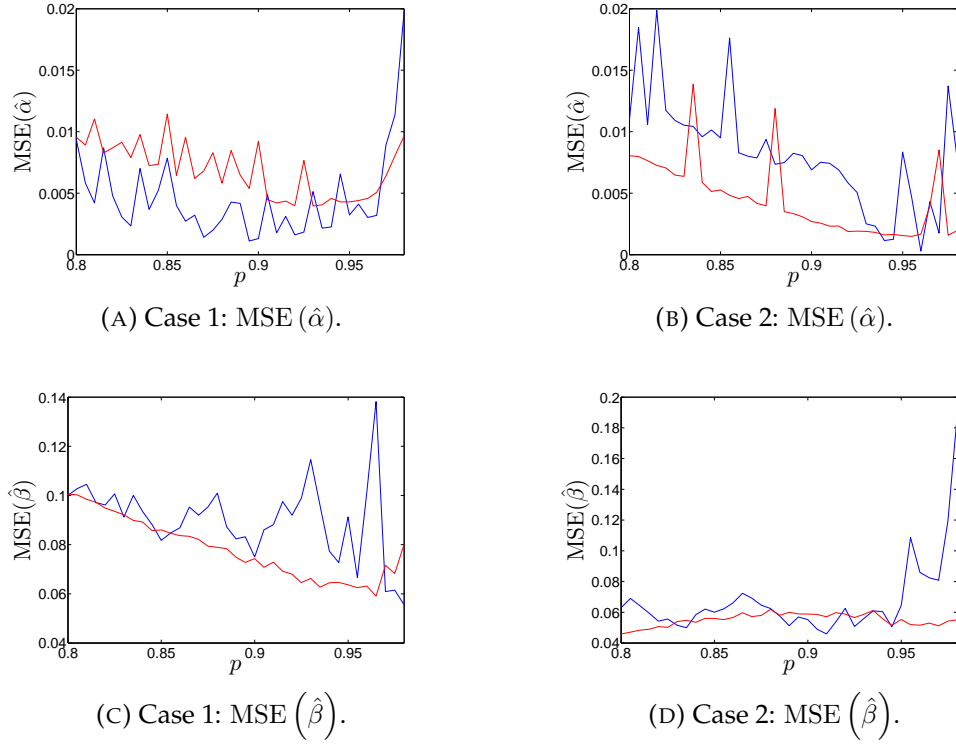 0.02
0.015
0.01
0.005
0
MSE(α̂)
0.8 0.85 0.9 0.95
p
(A) Case 1: MSE (α̂).
0.02
0.015
0.01
0.005
0
MSE(α̂)
0.8 0.85 0.9 0.95
p
(B) Case 2: MSE (α̂).
0.14
0.12
0.1
0.08
0.06
0.04
MSE(β̂)
0.8 0.85 0.9 0.95
p
(C) Case 1: MSE (β̂).
0.2
0.18
0.16
0.14
0.12
0.1
0.08
0.06
0.04
MSE(β̂)
0.8 0.85 0.9 0.95
p
(D) Case 2: MSE (β̂).